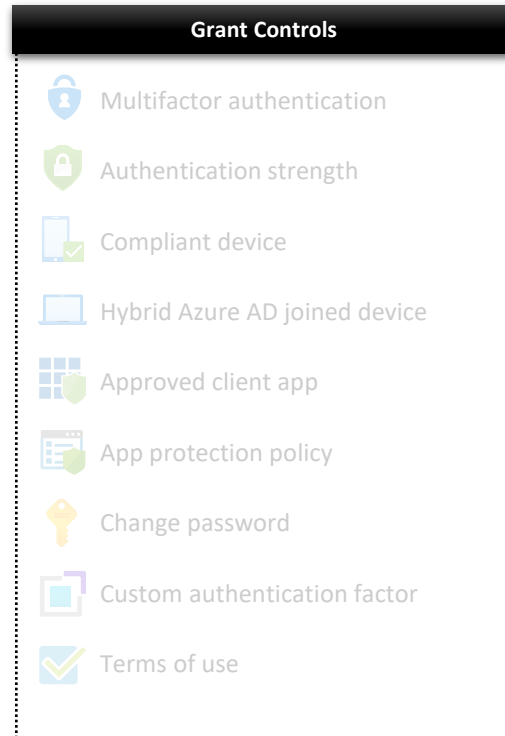 Grant Controls
Multifactor authentication
Authentication strength
Compliant device
Hybrid Azure AD joined device
Approved client app
App protection policy
Change password
Custom authentication factor
Terms of use